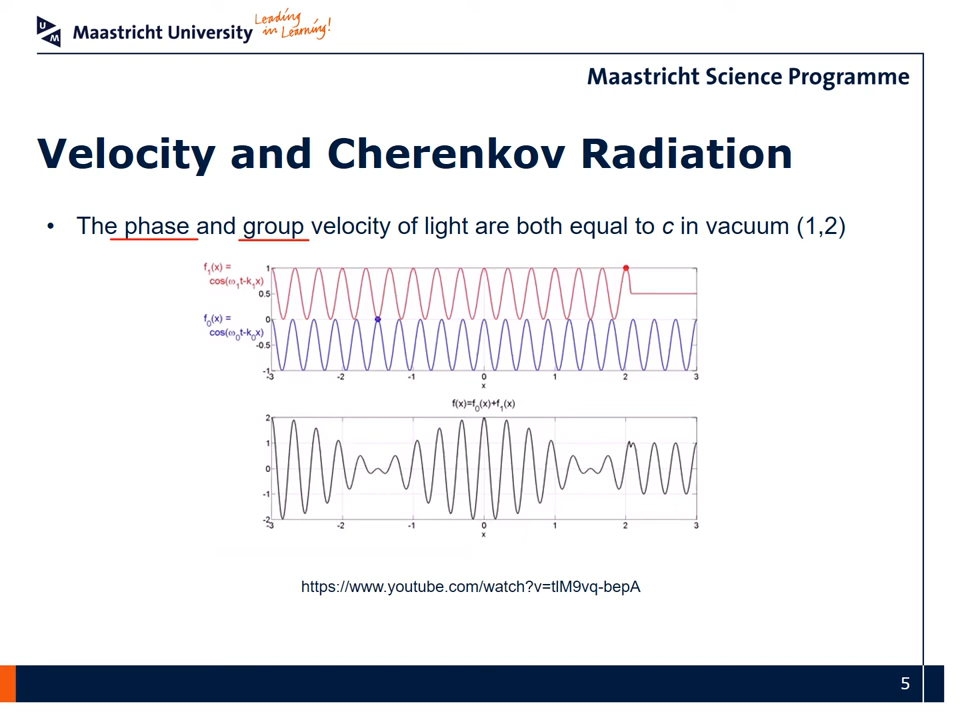 U
M
Maastricht University
Leading
in Learning!
Maastricht Science Programme
Velocity and Cherenkov Radiation
• The phase and group velocity of light are both equal to c in vacuum (1,2)
f₁(x) =
cos(ω₁t-k₁x)
1
0.5
f₀(x) =
cos(ω₀t-k₀x)
0
-0.5
-1
-3 -2 -1 0 1 2 3
x
f(x)=f₀(x)+f₁(x)
2
1
0
-1
-2
-3 -2 -1 0 1 2 3
x
https://www.youtube.com/watch?v=tlM9vq-bepA
5